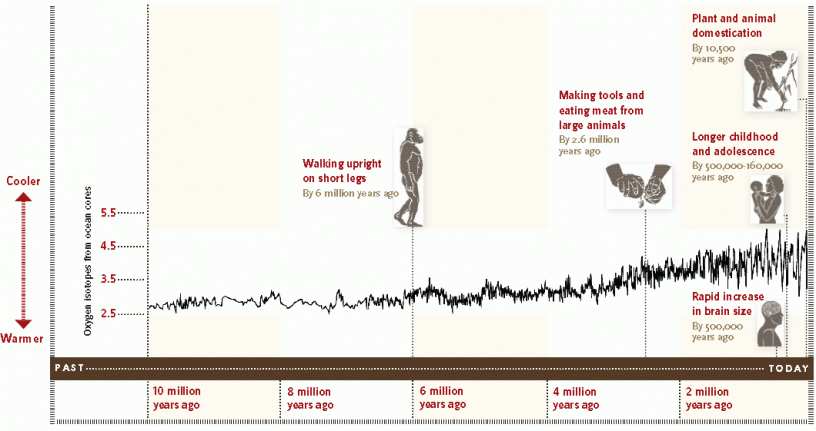 Plant and animal
domestication
By 10,500
years ago
Making tools and
eating meat from
large animals
By 2.6 million
years ago
Longer childhood
and adolescence
By 500,000-160,000
years ago
Walking upright
on short legs
By 6 million years ago
Cooler
Warmer
Oxygen isotopes from ocean cores
5.5
4.5
3.5
2.5
Rapid increase
in brain size
By 500,000
years ago
PAST
TODAY
10 million
years ago
8 million
years ago
6 million
years ago
4 million
years ago
2 million
years ago